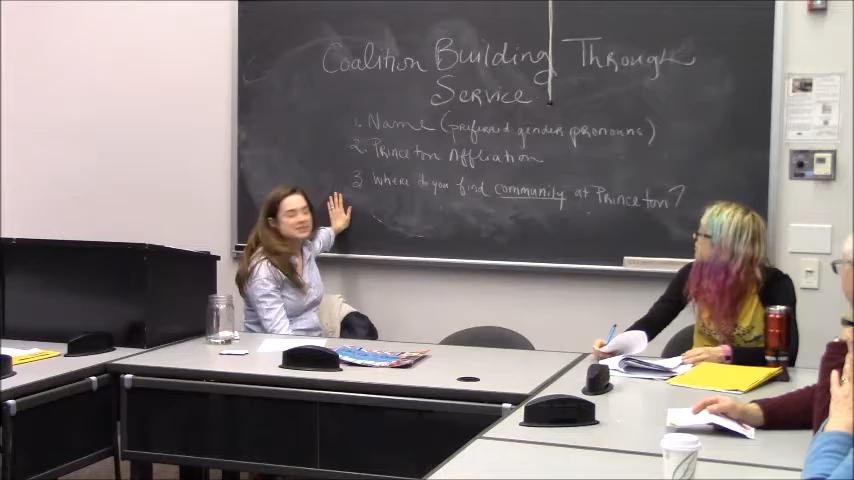 Coalition Building Through
Service
1. Name (preferred gender pronouns)
2. Princeton Affliation
3 Where do you find community at Princeton?